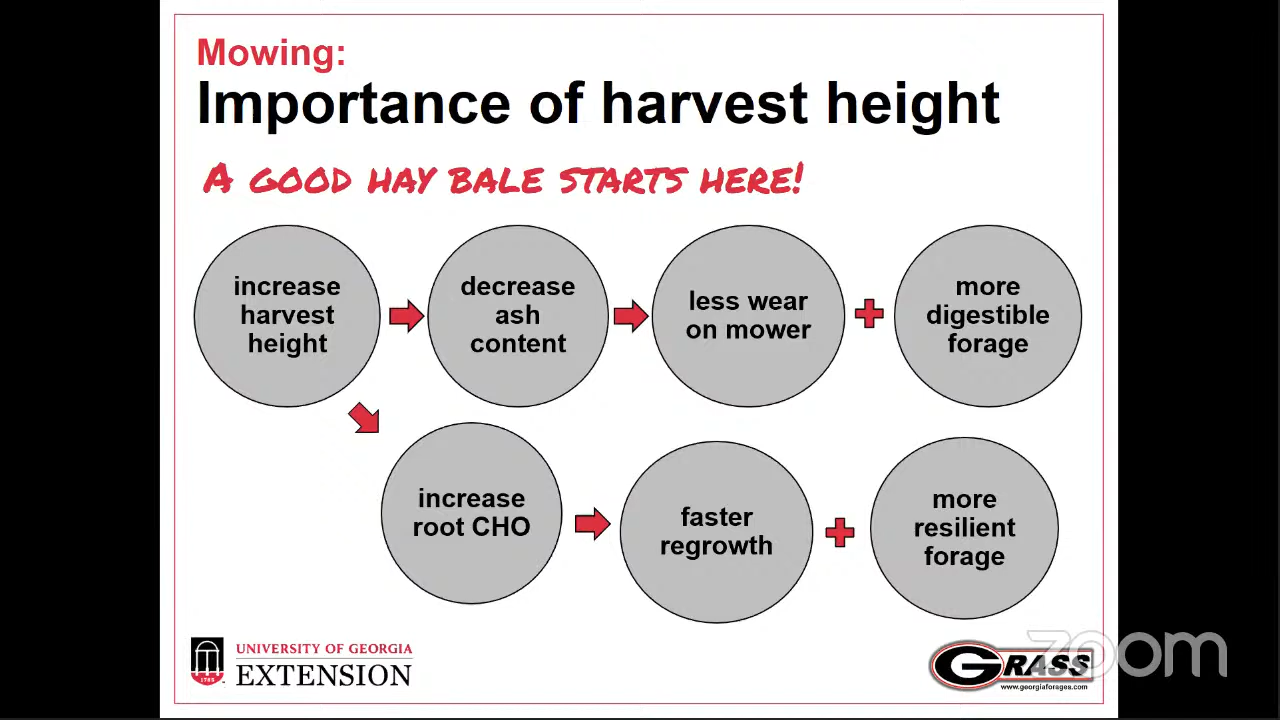 Mowing:
Importance of harvest height
A GOOD HAY BALE STARTS HERE!
increase
harvest
height
decrease
ash
content
less wear
on mower
more
digestible
forage
increase
root CHO
faster
regrowth
more
resilient
forage
1785
UNIVERSITY OF GEORGIA
EXTENSION
GRASS
www.georgiaforages.com
zoom